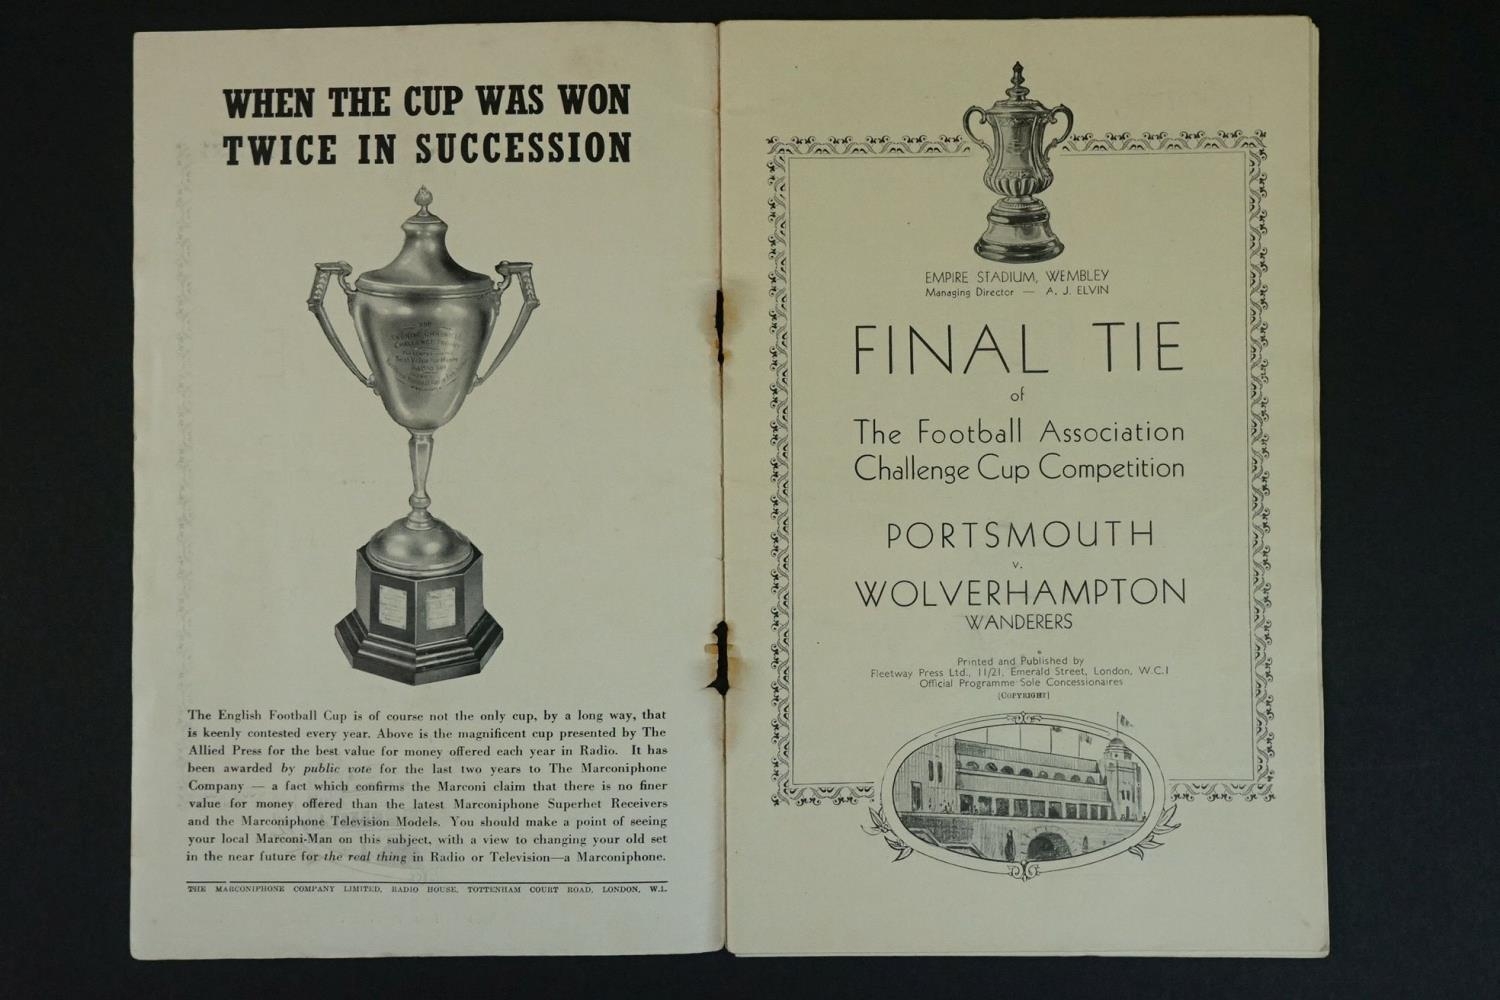 WHEN THE CUP WAS WON
TWICE IN SUCCESSION
CHALLENGE
The English Football Cup is of course not the only cup, by a long way, that
is keenly contested every year. Above is the magnificent cup presented by The
Allied Press for the best value for money offered each year in Radio. It has
been awarded by public vote for the last two years to The Marconiphone
Company — a fact which confirms the Marconi claim that there is no finer
value for money offered than the latest Marconiphone Superhet Receivers
and the Marconiphone Television Models. You should make a point of seeing
your local Marconi-Man on this subject, with a view to changing your old set
in the near future for the real thing in Radio or Television—a Marconiphone.
THE MARCONIPHONE COMPANY LIMITED, RADIO HOUSE, TOTTENHAM COURT ROAD, LONDON, W.1.
EMPIRE STADIUM, WEMBLEY
Managing Director — A. J. ELVIN
FINAL TIE
of
The Football Association
Challenge Cup Competition
PORTSMOUTH
v.
WOLVERHAMPTON
WANDERERS
Printed and Published by
Fleetway Press Ltd., 11/21, Emerald Street, London, W.C.1
Official Programme Sole Concessionaires
[COPYRIGHT]